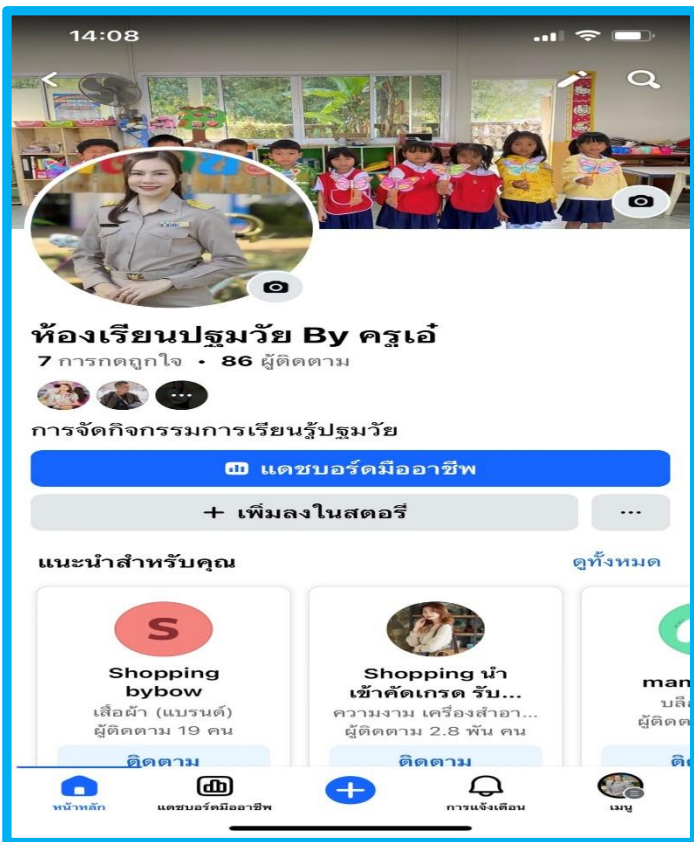 14:08
ห้องเรียนปฐมวัย By ครูเอ๋
7 การกดถูกใจ • 86 ผู้ติดตาม
การจัดกิจกรรมการเรียนรู้ปฐมวัย
แดชบอร์ดมืออาชีพ
+ เพิ่มลงในสตอรี่
...
แนะนำสำหรับคุณ
ดูทั้งหมด
S
Shopping
bybow
เสื้อผ้า (แบรนด์)
ผู้ติดตาม 19 คน
ติดตาม
Shopping นำ
เข้าคัดเกรด รับ...
ความงาม เครื่องสำอา...
ผู้ติดตาม 2.8 พัน คน
ติดตาม
หน้าหลัก
แดชบอร์ดมืออาชีพ
การแจ้งเตือน
เมนู